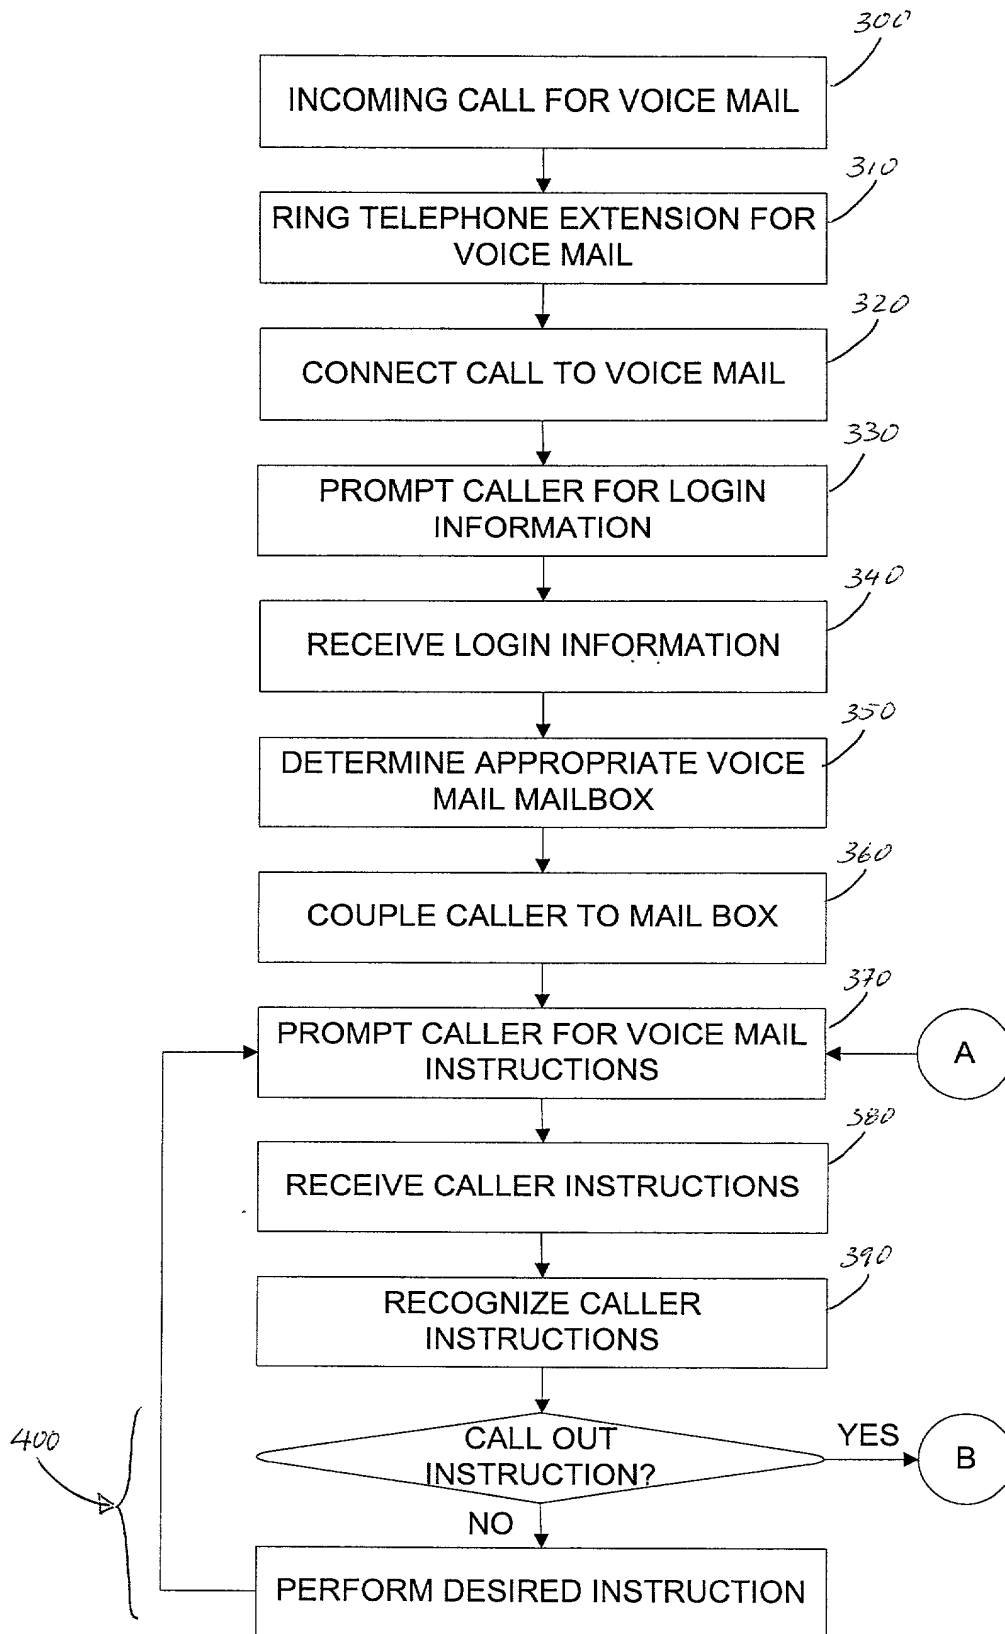 300
INCOMING CALL FOR VOICE MAIL
310
RING TELEPHONE EXTENSION FOR
VOICE MAIL
320
CONNECT CALL TO VOICE MAIL
330
PROMPT CALLER FOR LOGIN
INFORMATION
340
RECEIVE LOGIN INFORMATION
350
DETERMINE APPROPRIATE VOICE
MAIL MAILBOX
360
COUPLE CALLER TO MAIL BOX
370
PROMPT CALLER FOR VOICE MAIL
INSTRUCTIONS
A
380
RECEIVE CALLER INSTRUCTIONS
390
RECOGNIZE CALLER
INSTRUCTIONS
400
CALL OUT
INSTRUCTION?
YES
B
NO
PERFORM DESIRED INSTRUCTION